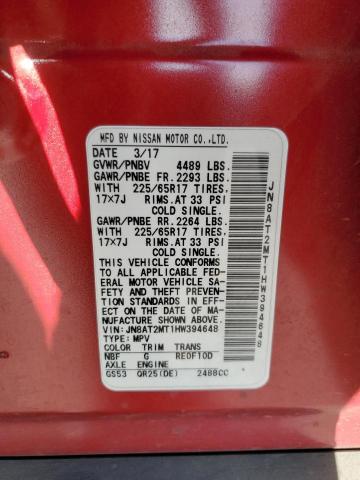 MFD BY NISSAN MOTOR CO.,LTD.
DATE 3/17
GVWR/PNBV 4489 LBS.
GAWR/PNBE FR. 2293 LBS.
WITH 225/65R17 TIRES.
17×7J RIMS. AT 33 PSI
COLD SINGLE.
GAWR/PNBE RR. 2264 LBS.
WITH 225/65R17 TIRES.
17×7J RIMS. AT 33 PSI
COLD SINGLE.
THIS VEHICLE CONFORMS
TO ALL APPLICABLE FED-
ERAL MOTOR VEHICLE SA-
FETY AND THEFT PREVEN-
TION STANDARDS IN EFF-
ECT ON THE DATE OF MA-
NUFACTURE SHOWN ABOVE.
VIN: JN8AT2MT1HW394648
TYPE: MPV
COLOR TRIM TRANS
NBF G RE0F10D
AXLE ENGINE
GS53 QR25(DE) 2488CC
JN8AT2MT1HW394648